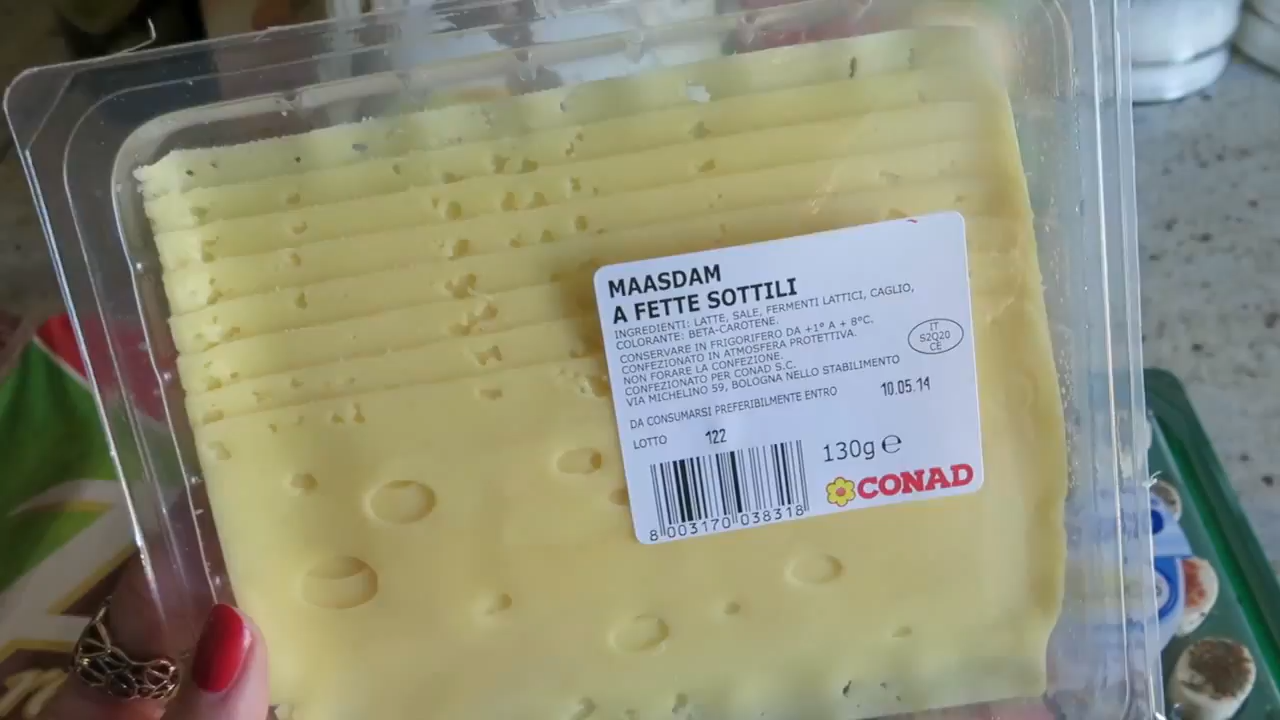 MAASDAM
A FETTE SOTTILI
INGREDIENTI: LATTE, SALE, FERMENTI LATTICI, CAGLIO,
COLORANTE: BETA-CAROTENE.
CONSERVARE IN FRIGORIFERO DA +1° A + 8°C.
CONFEZIONATO IN ATMOSFERA PROTETTIVA.
NON FORARE LA CONFEZIONE.
CONFEZIONATO PER CONAD S.C.
VIA MICHELINO 59, BOLOGNA NELLO STABILIMENTO
IT
S2Q20
CE
DA CONSUMARSI PREFERIBILMENTE ENTRO 10.05.14
LOTTO 122
130g e
CONAD
8 003170 038318